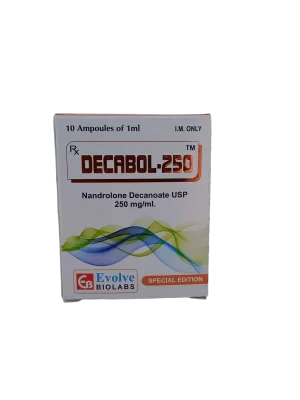 10 Ampoules of 1ml
I.M. ONLY
Rx
DECABOL-250 ™
Nandrolone Decanoate USP
250 mg/ml.
EB
Evolve
BIOLABS
SPECIAL EDITION